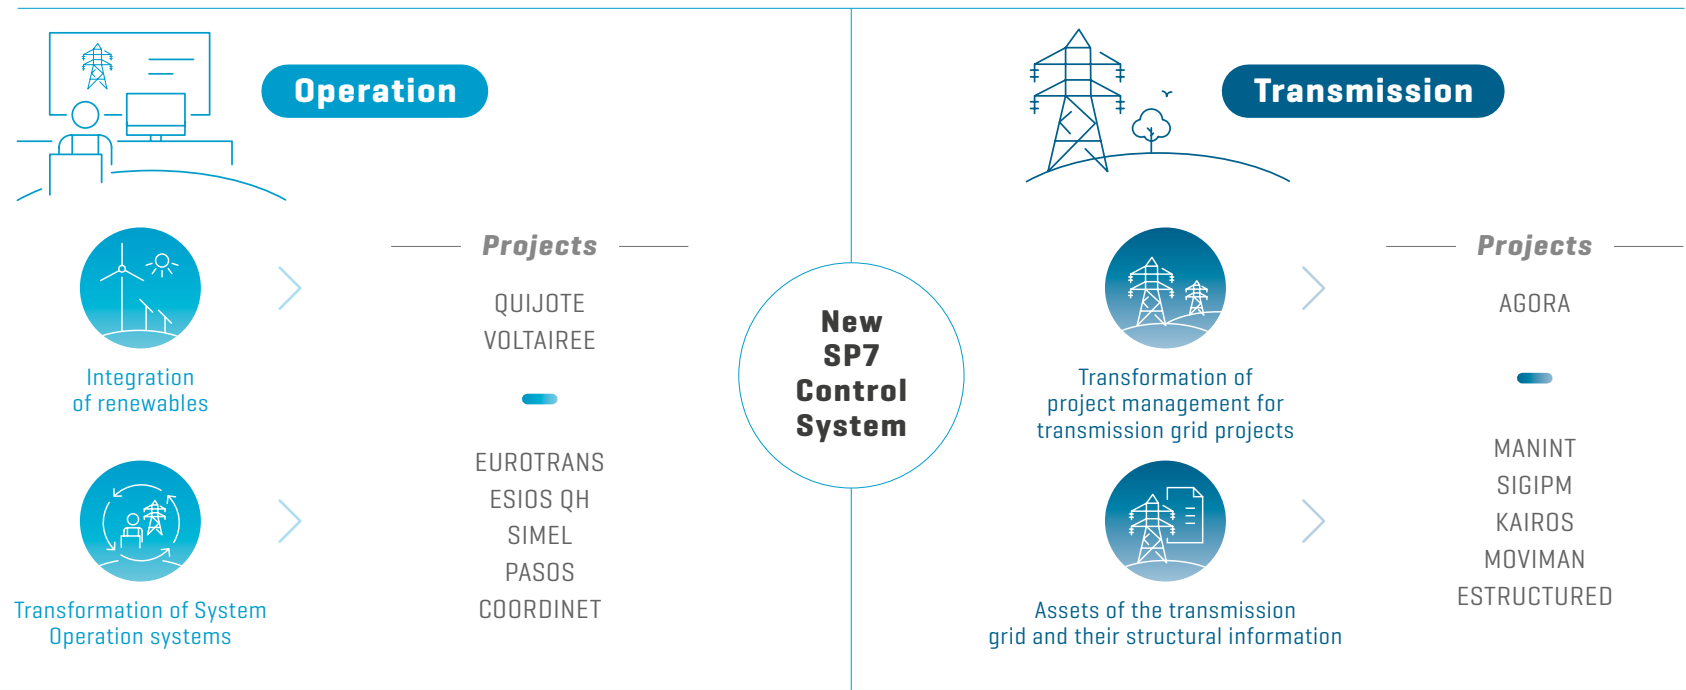 Operation
Projects
Integration
of renewables
QUIJOTE
VOLTAIREE
Transformation of System
Operation systems
EUROTRANS
ESIOS QH
SIMEL
PASOS
COORDINET
New
SP7
Control
System
Transmission
Projects
Transformation of
project management for
transmission grid projects
AGORA
Assets of the transmission
grid and their structural information
MANINT
SIGIPM
KAIROS
MOVIMAN
ESTRUCTURED